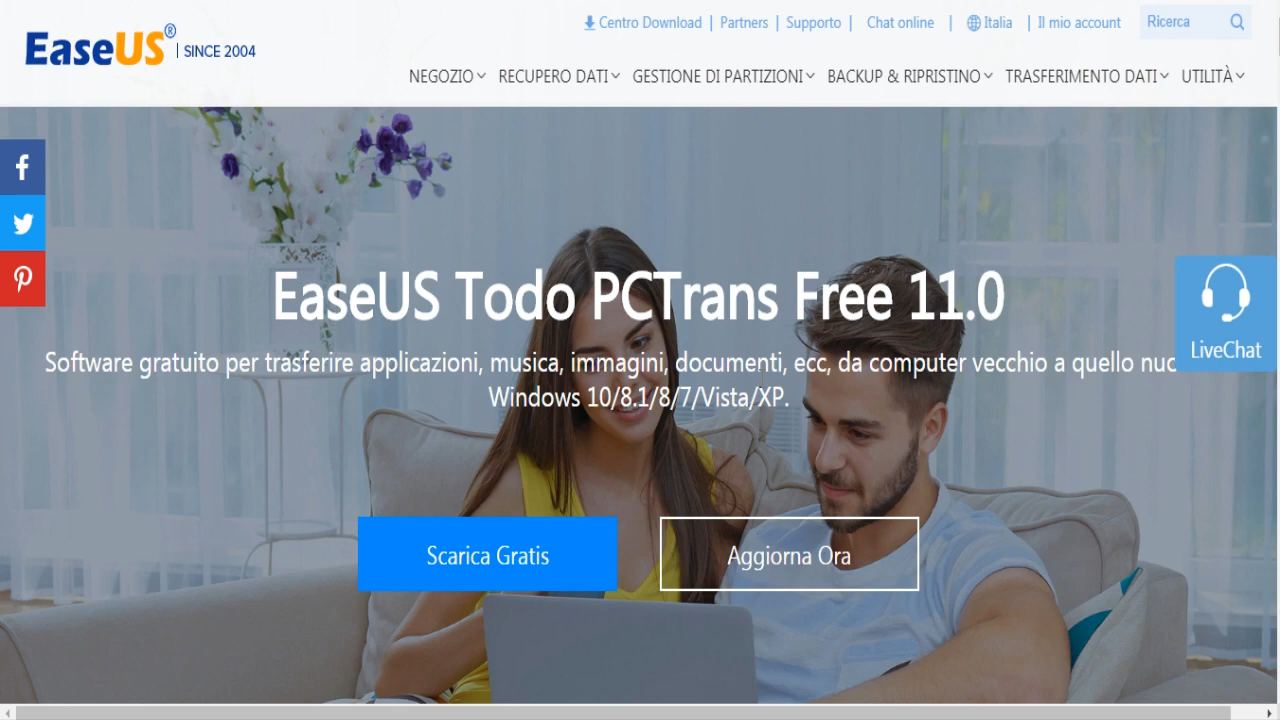 EaseUS® | SINCE 2004
Centro Download | Partners | Supporto | Chat online | Italia | Il mio account
Ricerca
NEGOZIO RECUPERO DATI GESTIONE DI PARTIZIONI BACKUP & RIPRISTINO TRASFERIMENTO DATI UTILITÀ
EaseUS Todo PCTrans Free 11.0
Software gratuito per trasferire applicazioni, musica, immagini, documenti, ecc, da computer vecchio a quello
Windows 10/8.1/8/7/Vista/XP.
LiveChat
Scarica Gratis
Aggiorna Ora